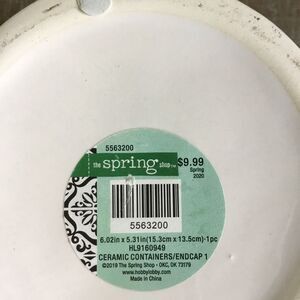 5563200
the spring shop™
$9.99
Spring
2020
5563200
6.02in x 5.31in(15.3cm x 13.5cm)-1pc
HL9160949
CERAMIC CONTAINERS/ENDCAP 1
©2019 The Spring Shop - OKC, OK 73179
www.hobbylobby.com
Made in China